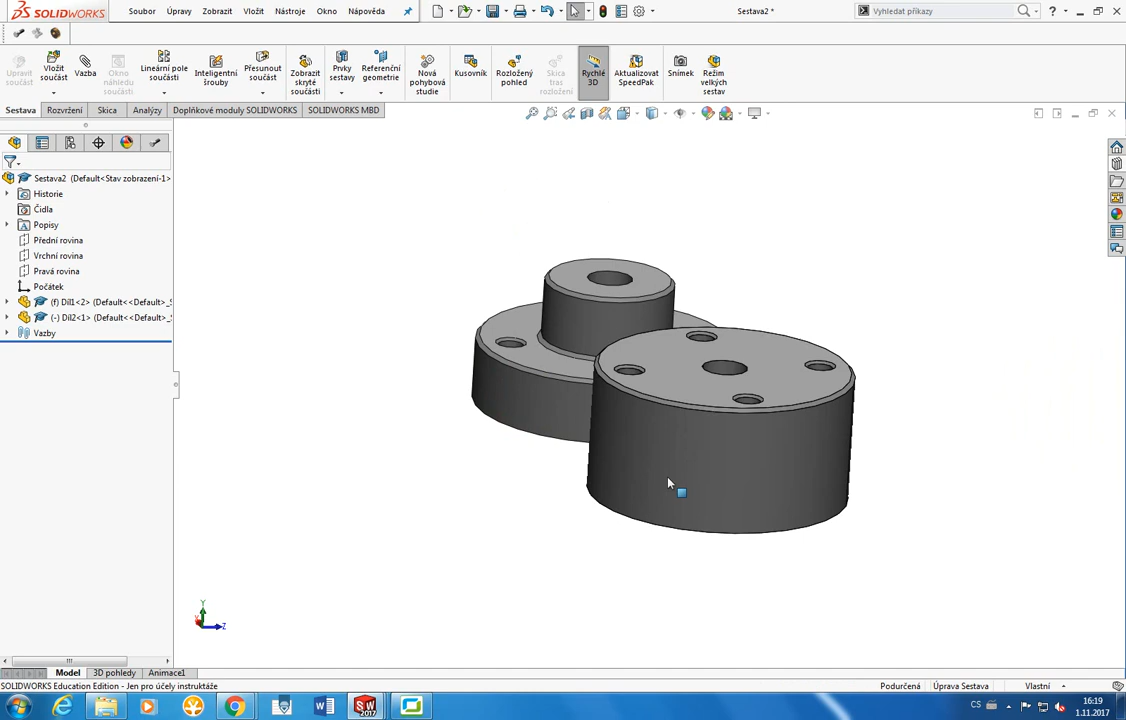 SOLIDWORKS
Soubor
Úpravy
Zobrazit
Vložit
Nástroje
Okno
Nápověda
Sestava2 *
Vyhledat příkazy
Upravit součást
Vložit součást
Vazba
Okno náhledu součásti
Lineární pole součásti
Inteligentní šrouby
Přesunout součást
Zobrazit skryté součásti
Prvky sestavy
Referenční geometrie
Nová pohybová studie
Kusovník
Rozložený pohled
Skica tras rozložení
Rychlé 3D
Aktualizovat SpeedPak
Snímek
Režim velkých sestav
Sestava
Rozvržení
Skica
Analýzy
Doplňkové moduly SOLIDWORKS
SOLIDWORKS MBD
Sestava2 (Default<Stav zobrazení-1>
Historie
Čidla
Popisy
Přední rovina
Vrchní rovina
Pravá rovina
Počátek
(f) Díl1<2> (Default<<Default>_S
(-) Díl2<1> (Default<<Default>_S
Vazby
Y
Z
Model
3D pohledy
Animace1
SOLIDWORKS Education Edition - Jen pro účely instruktáže
Podurčená
Úprava Sestava
Vlastní
CS
16:19
1.11.2017